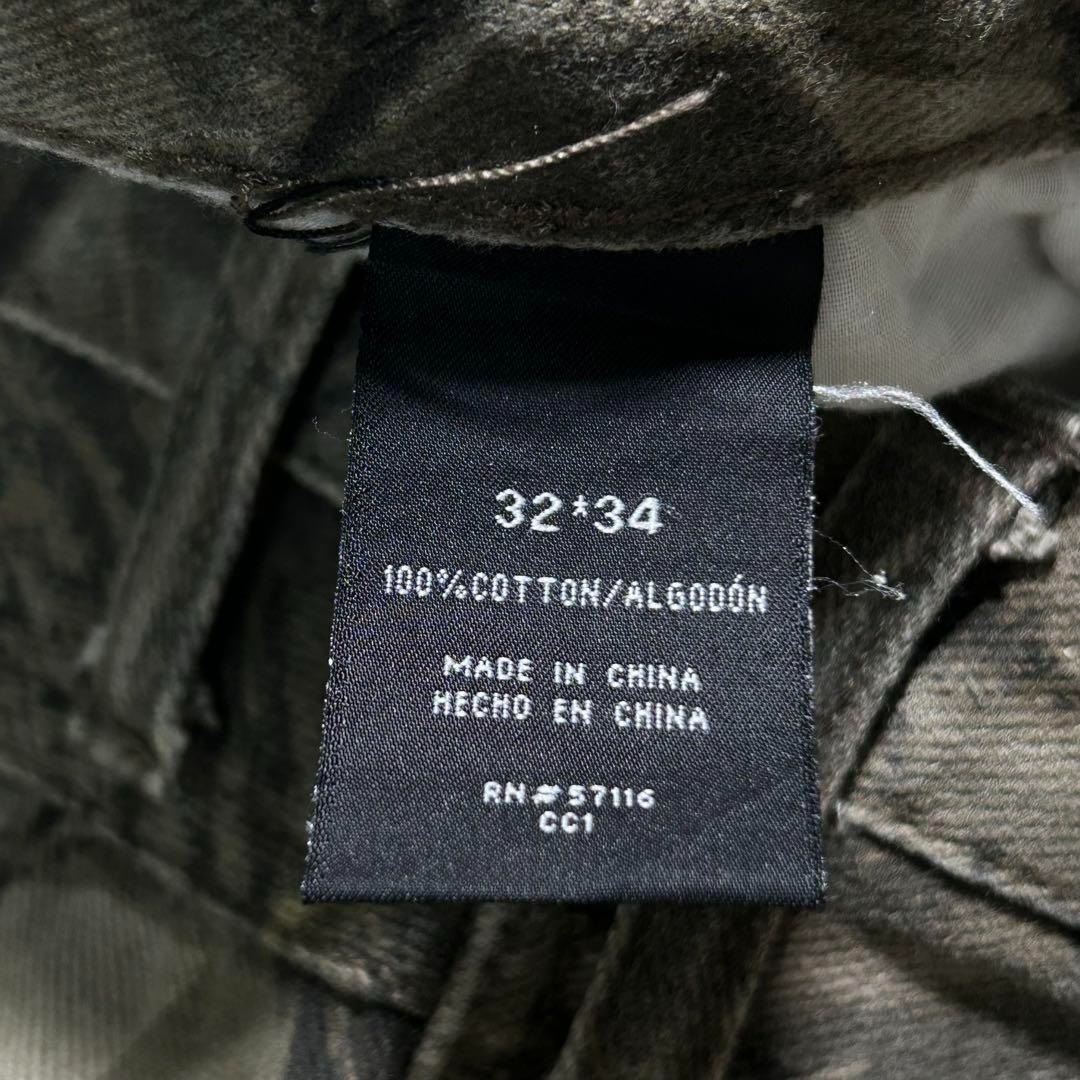 32*34
100%COTTON/ALGODÓN
MADE IN CHINA
HECHO EN CHINA
RN#57116
CC1